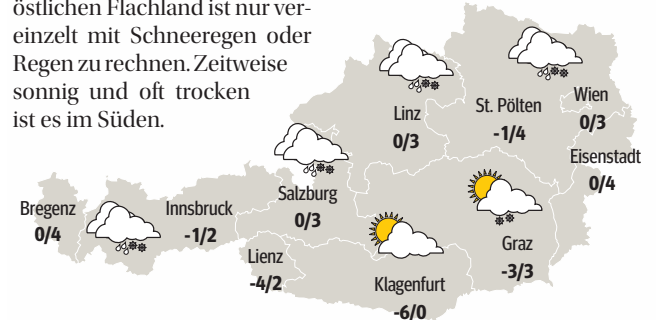 östlichen Flachland ist nur ver-
einzelt mit Schneeregen oder
Regen zu rechnen. Zeitweise
sonnig und oft trocken
ist es im Süden.
Linz
0/3
St. Pölten
-1/4
Wien
0/3
Eisenstadt
0/4
Bregenz
0/4
Innsbruck
-1/2
Salzburg
0/3
Lienz
-4/2
Klagenfurt
-6/0
Graz
-3/3